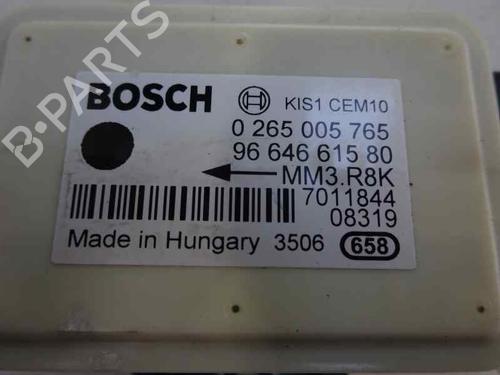 B-PARTS
BOSCH KIS1 CEM10
0 265 005 765
96 646 615 80
MM3.R8K
7011844
08319
Made in Hungary 3506 658